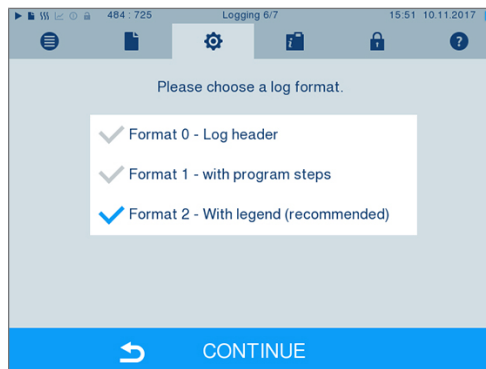 484 : 725 Logging 6/7 15:51 10.11.2017
Please choose a log format.
Format 0 - Log header
Format 1 - with program steps
Format 2 - With legend (recommended)
CONTINUE